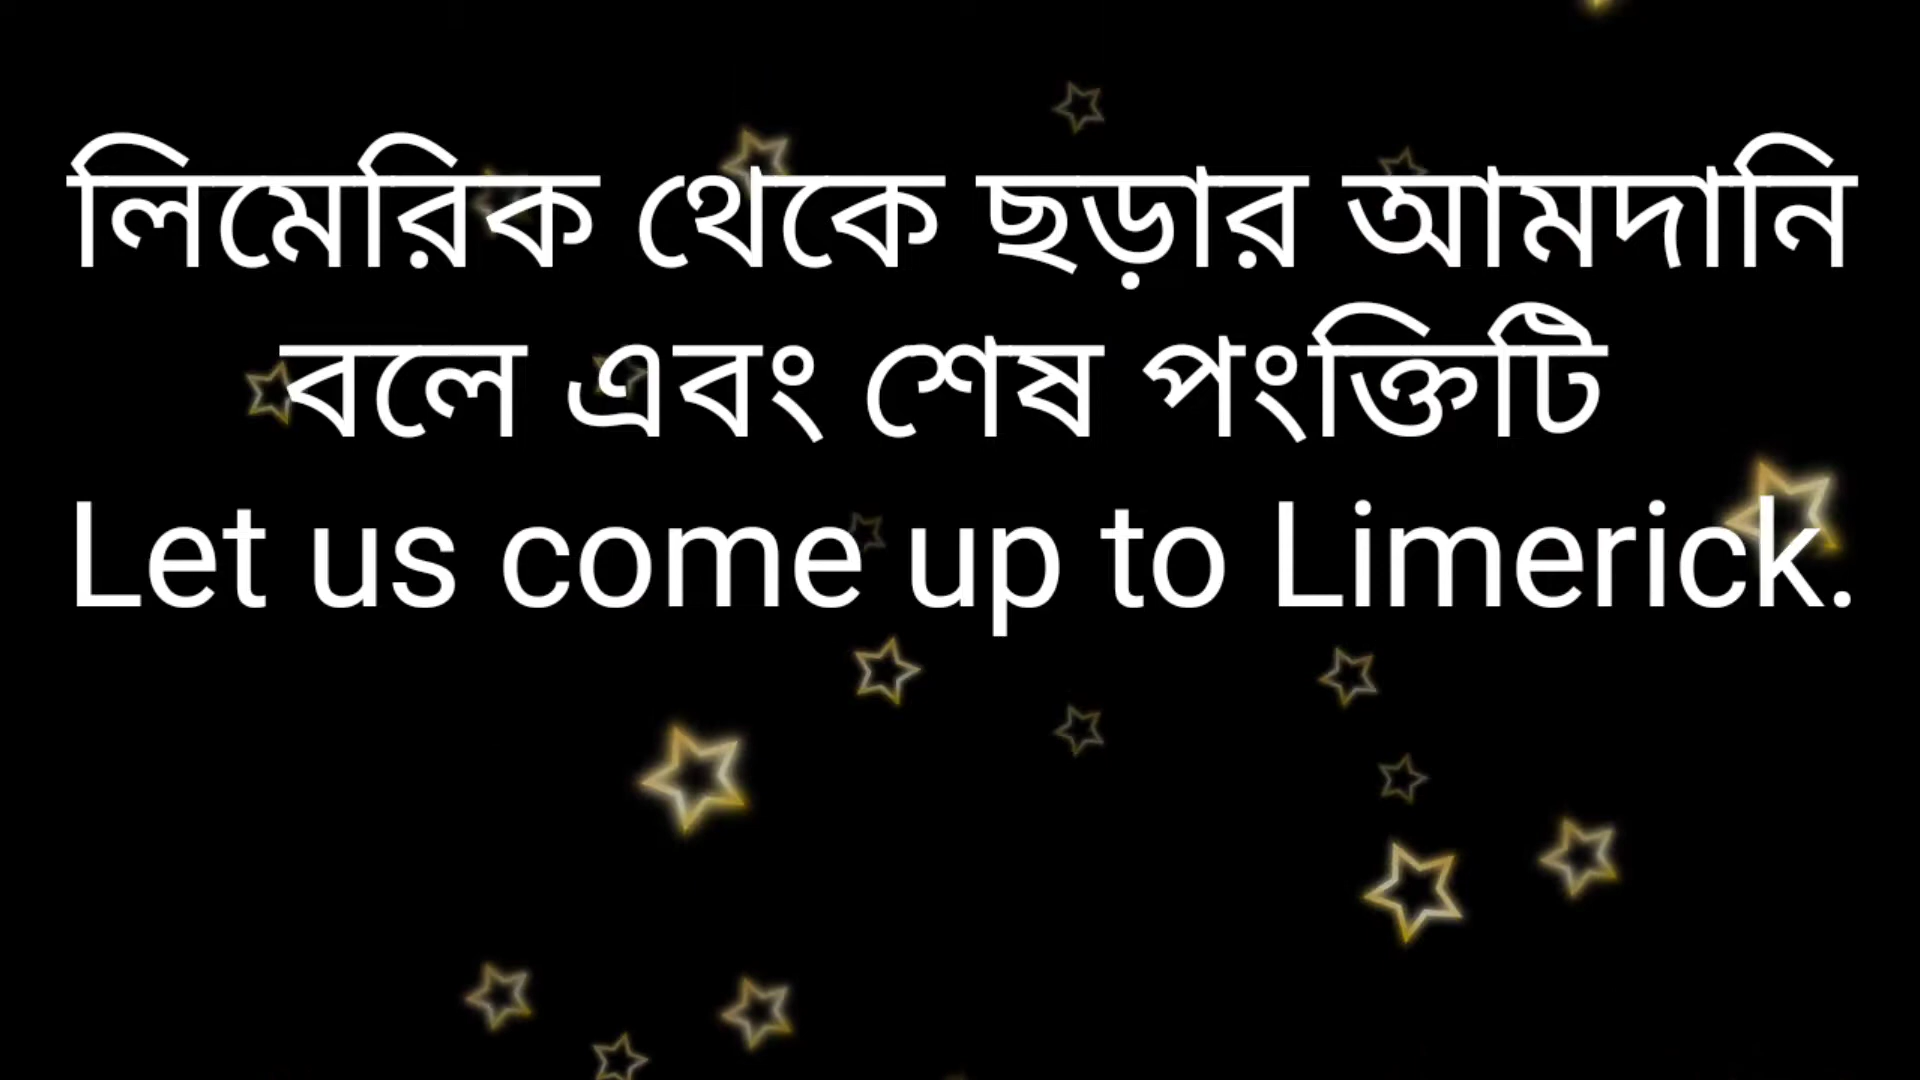 লিমেরিক থেকে ছড়ার আমদানি
বলে এবং শেষ পংক্তিটি
Let us come up to Limerick.